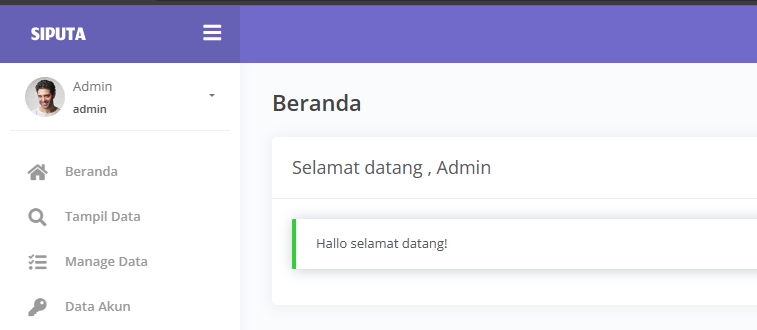 SIPUTA
Admin
admin
Beranda
Tampil Data
Manage Data
Data Akun
Beranda
Selamat datang , Admin
Hallo selamat datang!